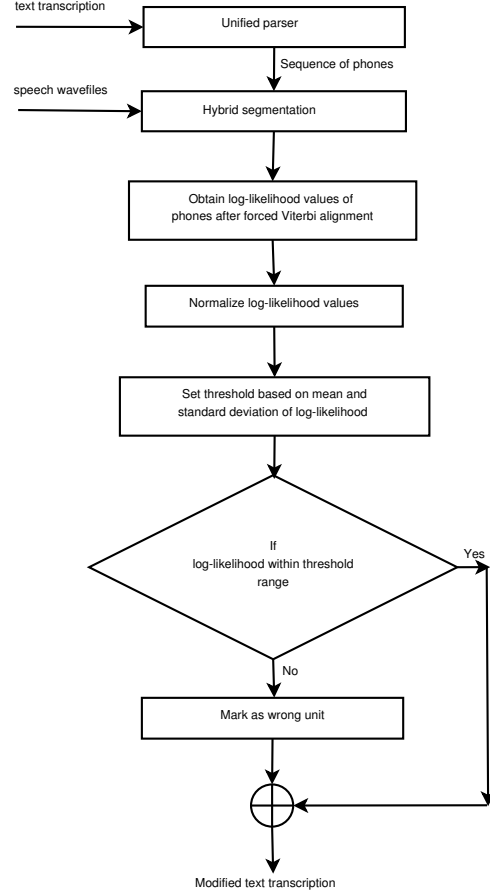 text transcription
Unified parser
Sequence of phones
speech wavefiles
Hybrid segmentation
Obtain log-likelihood values of
phones after forced Viterbi alignment
Normalize log-likelihood values
Set threshold based on mean and
standard deviation of log-likelihood
If
log-likelihood within threshold
range
Yes
No
Mark as wrong unit
Modified text transcription